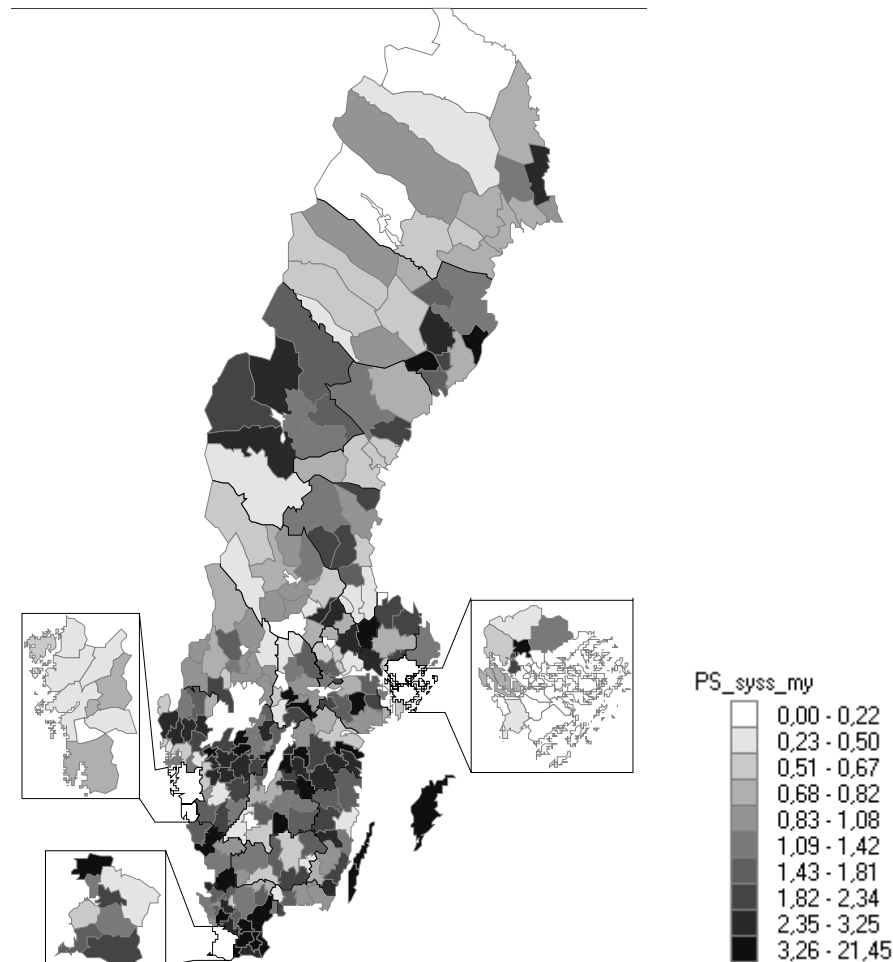 PS_syss_my
0,00 - 0,22
0,23 - 0,50
0,51 - 0,67
0,68 - 0,82
0,83 - 1,08
1,09 - 1,42
1,43 - 1,81
1,82 - 2,34
2,35 - 3,25
3,26 - 21,45